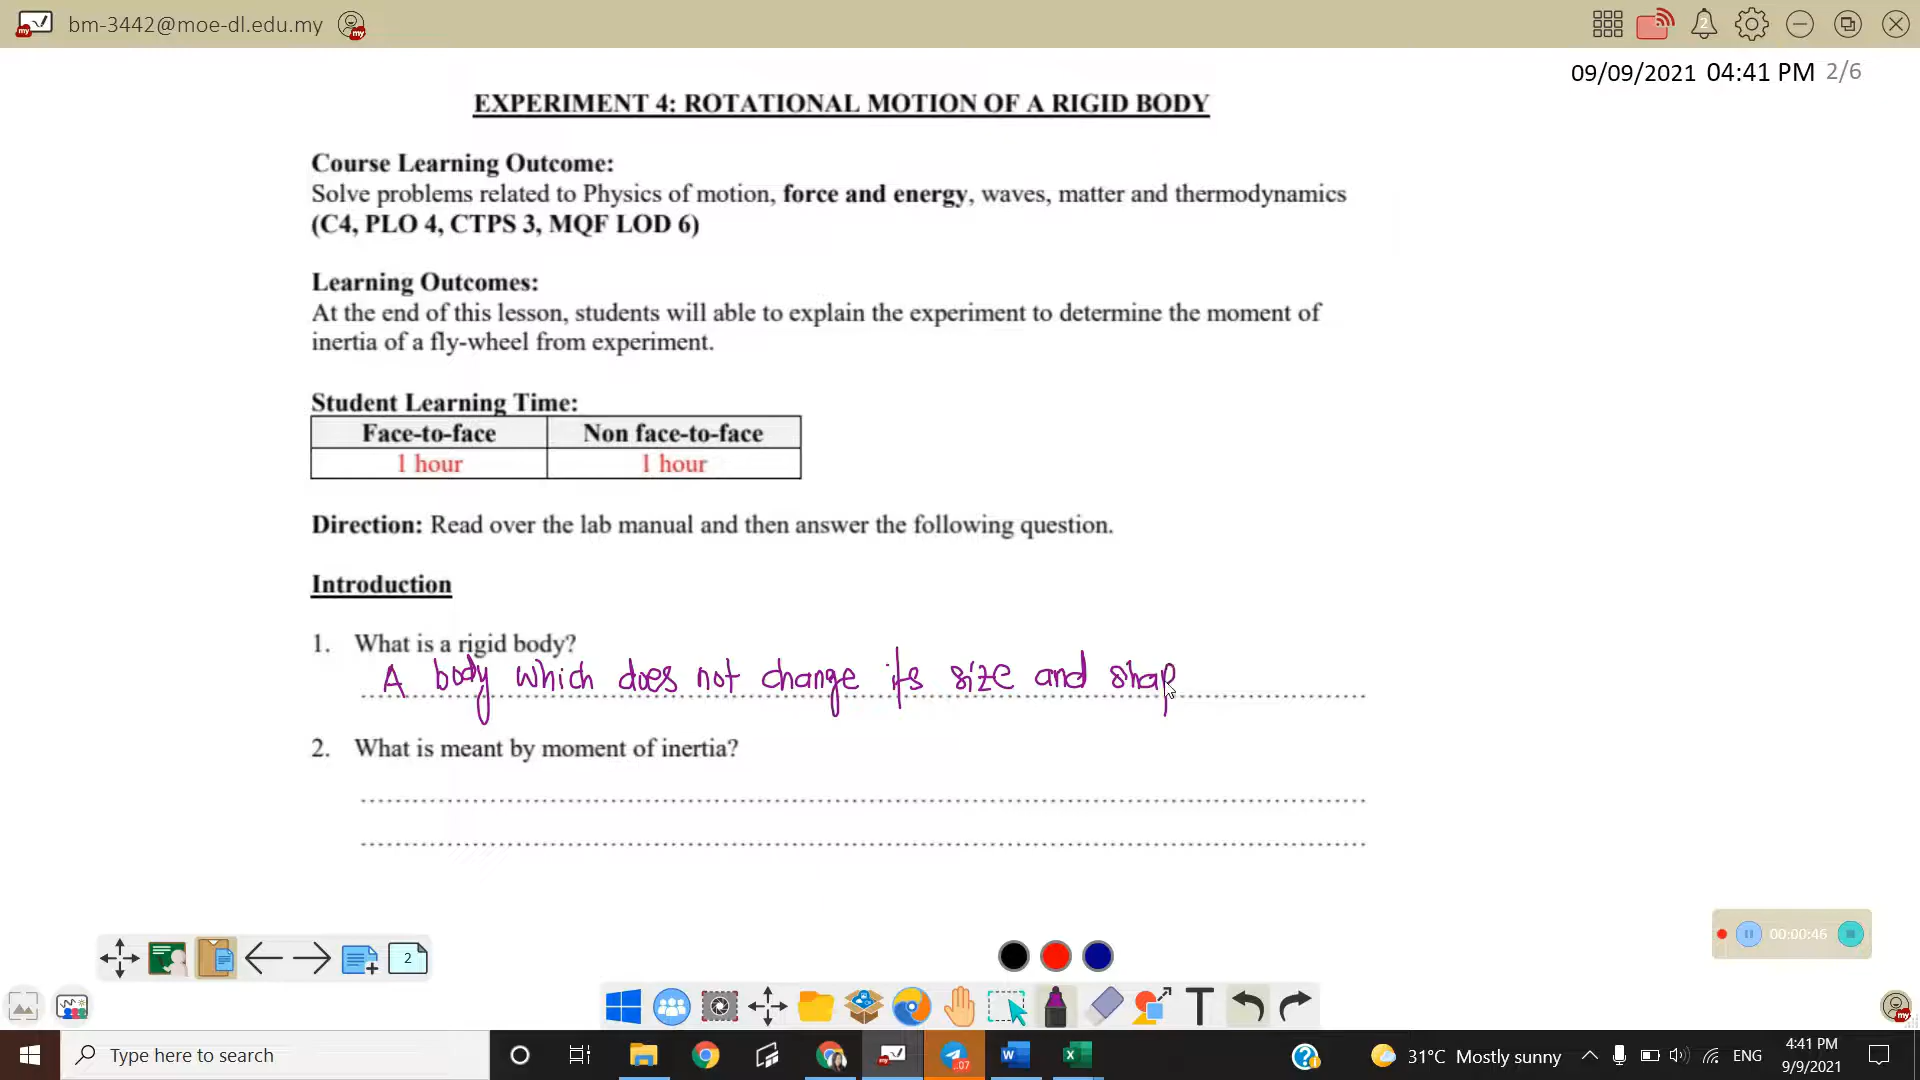 bm-3442@moe-dl.edu.my
09/09/2021 04:41 PM 2/6
EXPERIMENT 4: ROTATIONAL MOTION OF A RIGID BODY
Course Learning Outcome:
Solve problems related to Physics of motion, force and energy, waves, matter and thermodynamics
(C4, PLO 4, CTPS 3, MQF LOD 6)
Learning Outcomes:
At the end of this lesson, students will able to explain the experiment to determine the moment of
inertia of a fly-wheel from experiment.
Student Learning Time:
Face-to-face Non face-to-face
1 hour 1 hour
Direction: Read over the lab manual and then answer the following question.
Introduction
1. What is a rigid body?
A body which does not change its size and shap
2. What is meant by moment of inertia?
00:00:46
2
Type here to search
31°C Mostly sunny
ENG
4:41 PM
9/9/2021